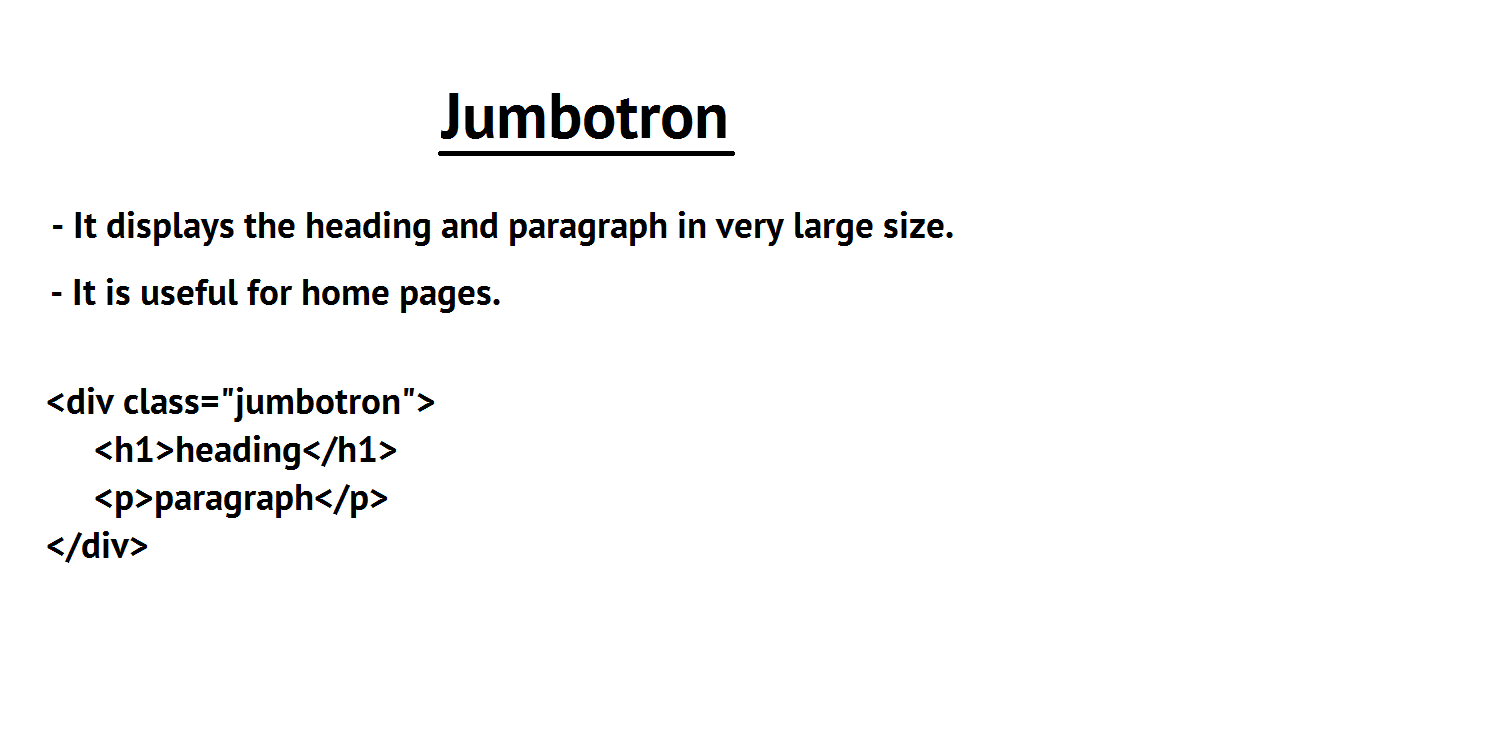 Jumbotron
- It displays the heading and paragraph in very large size.
- It is useful for home pages.
<div class="jumbotron">
<h1>heading</h1>
<p>paragraph</p>
</div>